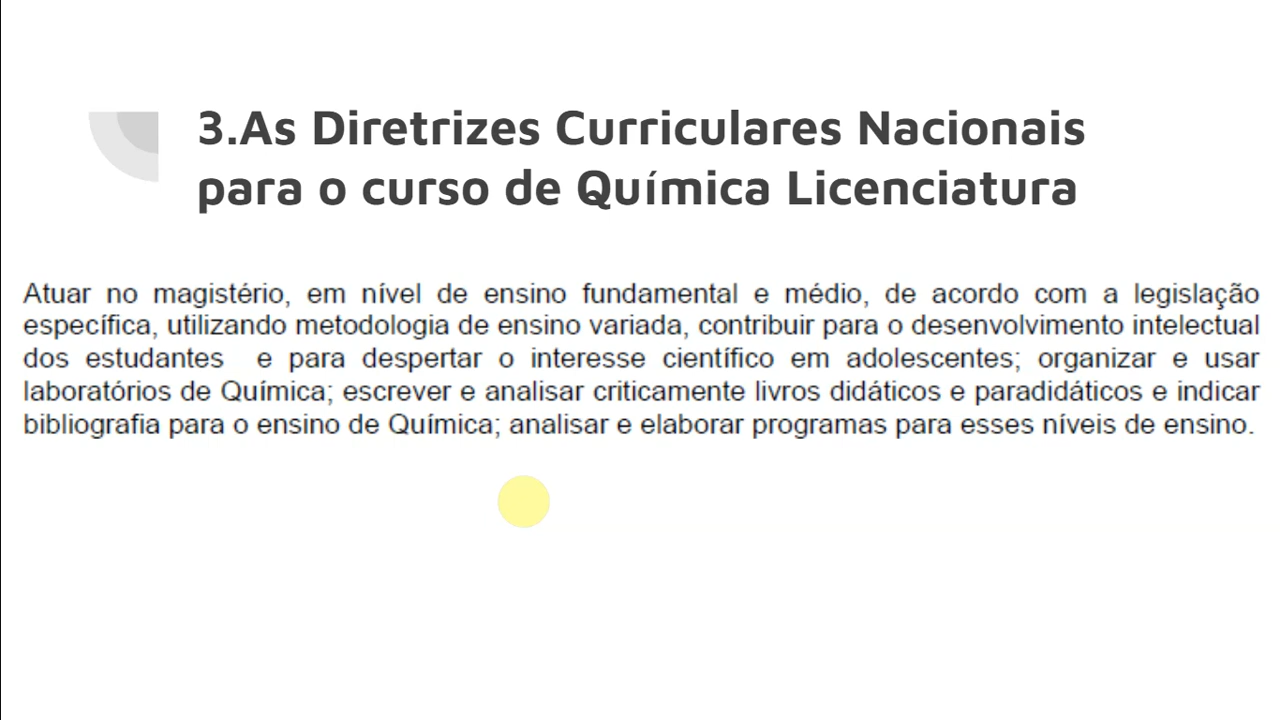 3.As Diretrizes Curriculares Nacionais
para o curso de Química Licenciatura
Atuar no magistério, em nível de ensino fundamental e médio, de acordo com a legislação
específica, utilizando metodologia de ensino variada, contribuir para o desenvolvimento intelectual
dos estudantes e para despertar o interesse científico em adolescentes; organizar e usar
laboratórios de Química; escrever e analisar criticamente livros didáticos e paradidáticos e indicar
bibliografia para o ensino de Química; analisar e elaborar programas para esses níveis de ensino.